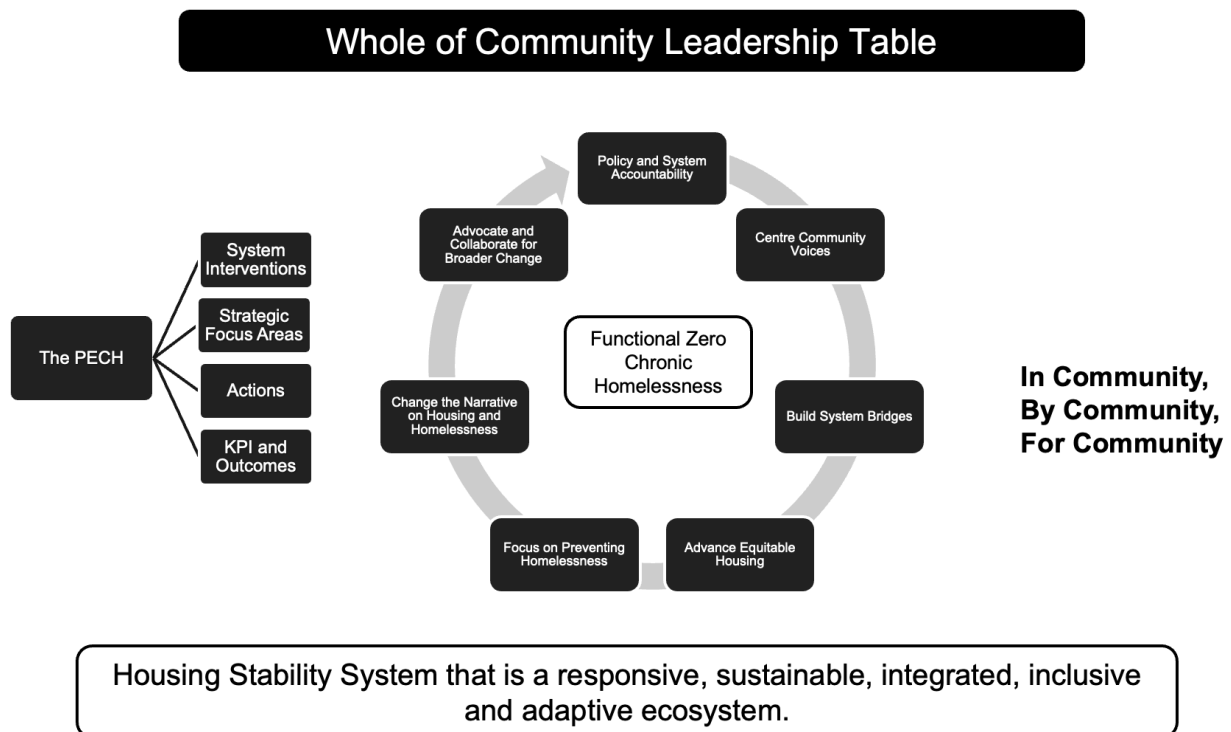 Whole of Community Leadership Table
The PECH
System
Interventions
Strategic
Focus Areas
Actions
KPI and
Outcomes
Policy and System
Accountability
Centre Community
Voices
Build System Bridges
Advance Equitable
Housing
Focus on Preventing
Homelessness
Change the Narrative
on Housing and
Homelessness
Advocate and
Collaborate for
Broader Change
Functional Zero
Chronic
Homelessness
In Community,
By Community,
For Community
Housing Stability System that is a responsive, sustainable, integrated, inclusive
and adaptive ecosystem.